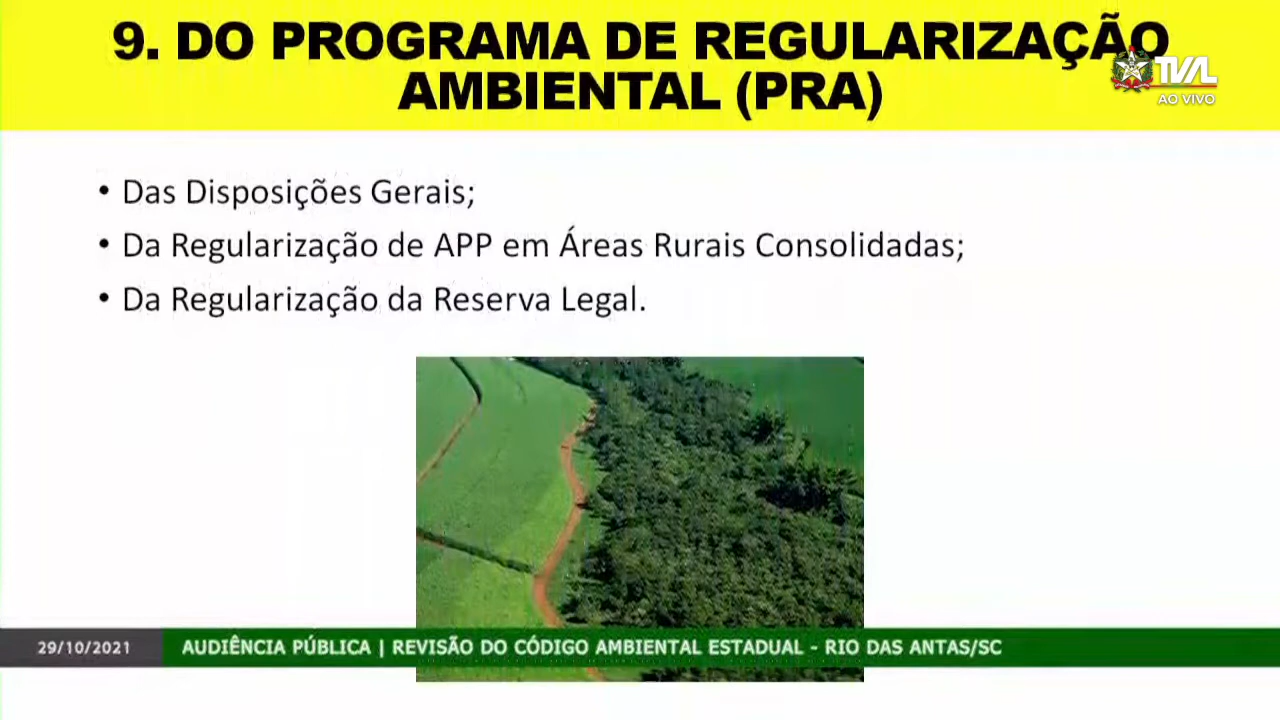 9. DO PROGRAMA DE REGULARIZAÇÃO
AMBIENTAL (PRA)
TVAL
AO VIVO
• Das Disposições Gerais;
• Da Regularização de APP em Áreas Rurais Consolidadas;
• Da Regularização da Reserva Legal.
29/10/2021
AUDIÊNCIA PÚBLICA | REVISÃO DO CÓDIGO AMBIENTAL ESTADUAL - RIO DAS ANTAS/SC